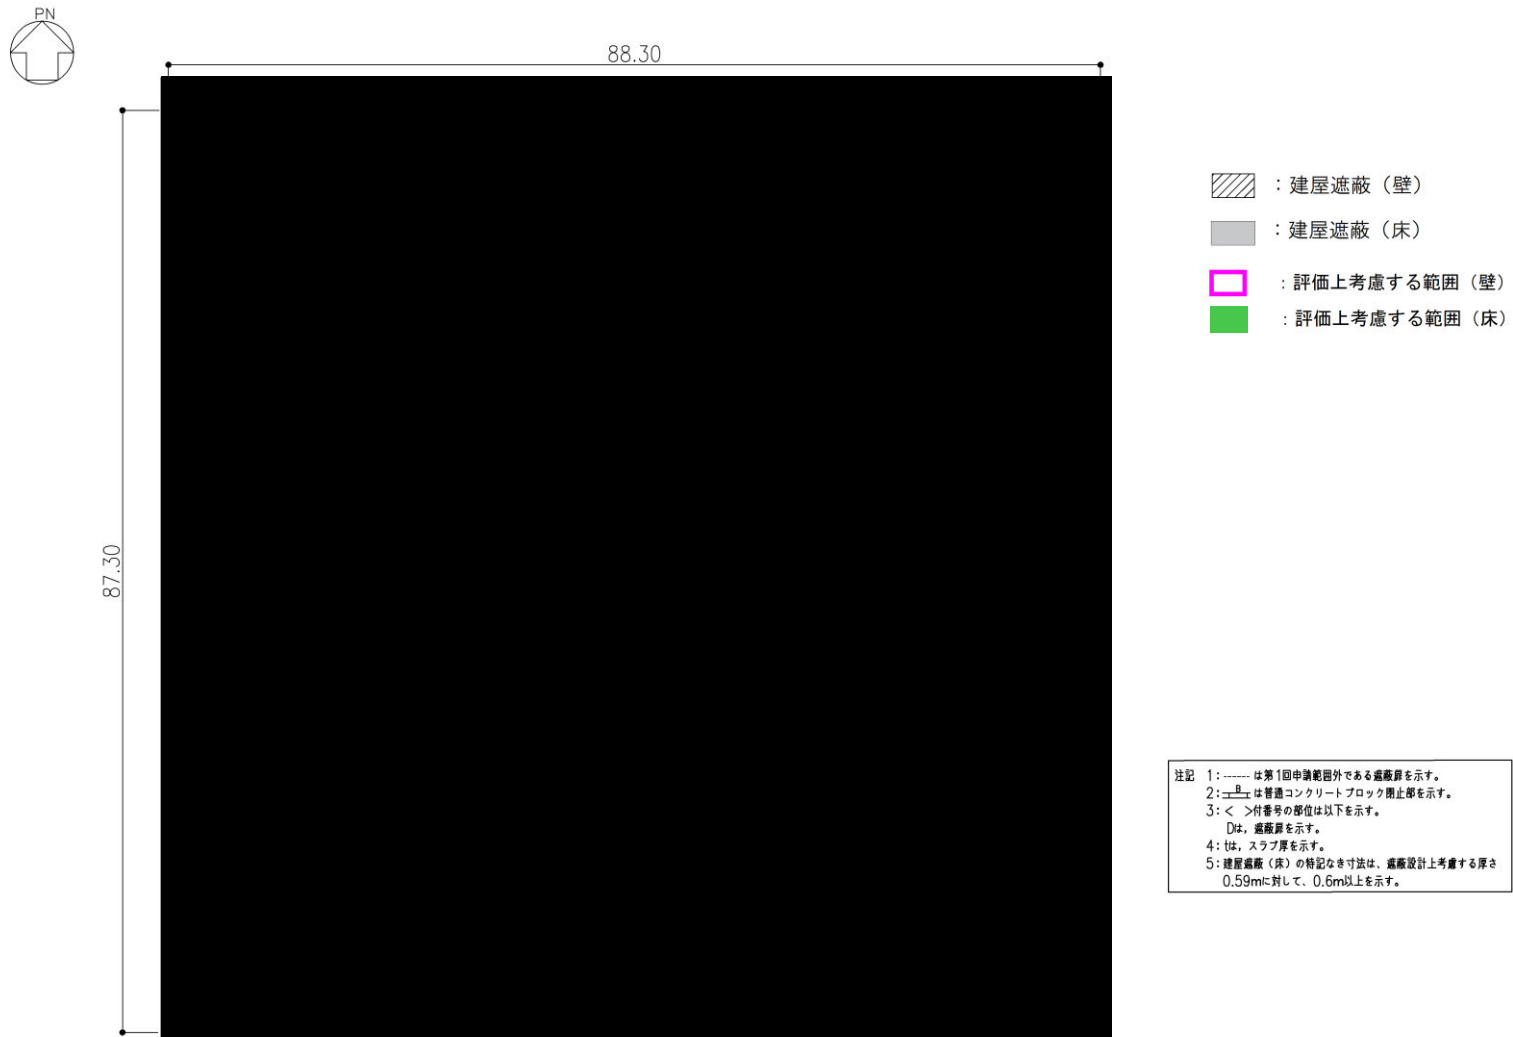 PN
88.30
87.30
：建屋遮蔽（壁）
：建屋遮蔽（床）
：評価上考慮する範囲（壁）
：評価上考慮する範囲（床）
注記 1：------ は第1回申請範囲外である遮蔽扉を示す。
2： B は普通コンクリートブロック閉止部を示す。
3：＜ ＞付番号の部位は以下を示す。
Dは，遮蔽扉を示す。
4：tは，スラブ厚を示す。
5：建屋遮蔽（床）の特記なき寸法は、遮蔽設計上考慮する厚さ
0.59mに対して、0.6m以上を示す。